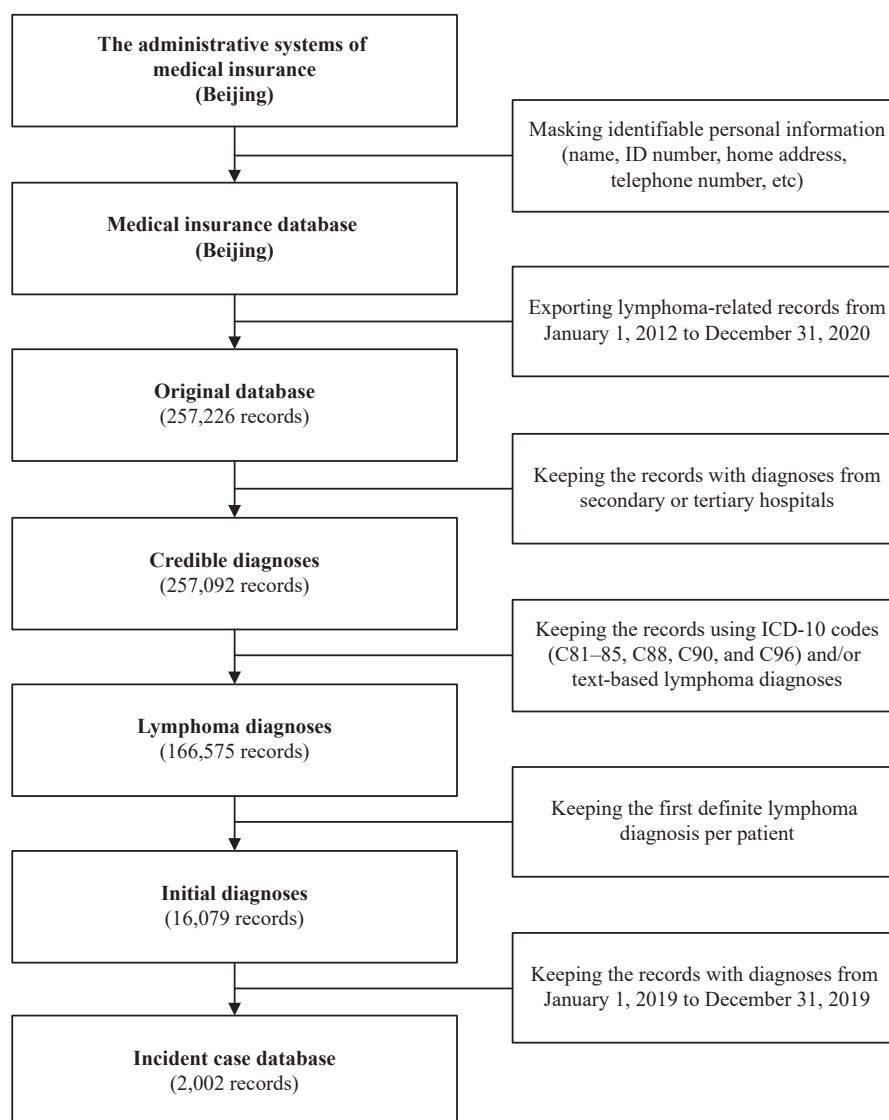 The administrative systems of
medical insurance
(Beijing)
Masking identifiable personal information
(name, ID number, home address,
telephone number, etc)
Medical insurance database
(Beijing)
Exporting lymphoma-related records from
January 1, 2012 to December 31, 2020
Original database
(257,226 records)
Keeping the records with diagnoses from
secondary or tertiary hospitals
Credible diagnoses
(257,092 records)
Keeping the records using ICD-10 codes
(C81–85, C88, C90, and C96) and/or
text-based lymphoma diagnoses
Lymphoma diagnoses
(166,575 records)
Keeping the first definite lymphoma
diagnosis per patient
Initial diagnoses
(16,079 records)
Keeping the records with diagnoses from
January 1, 2019 to December 31, 2019
Incident case database
(2,002 records)